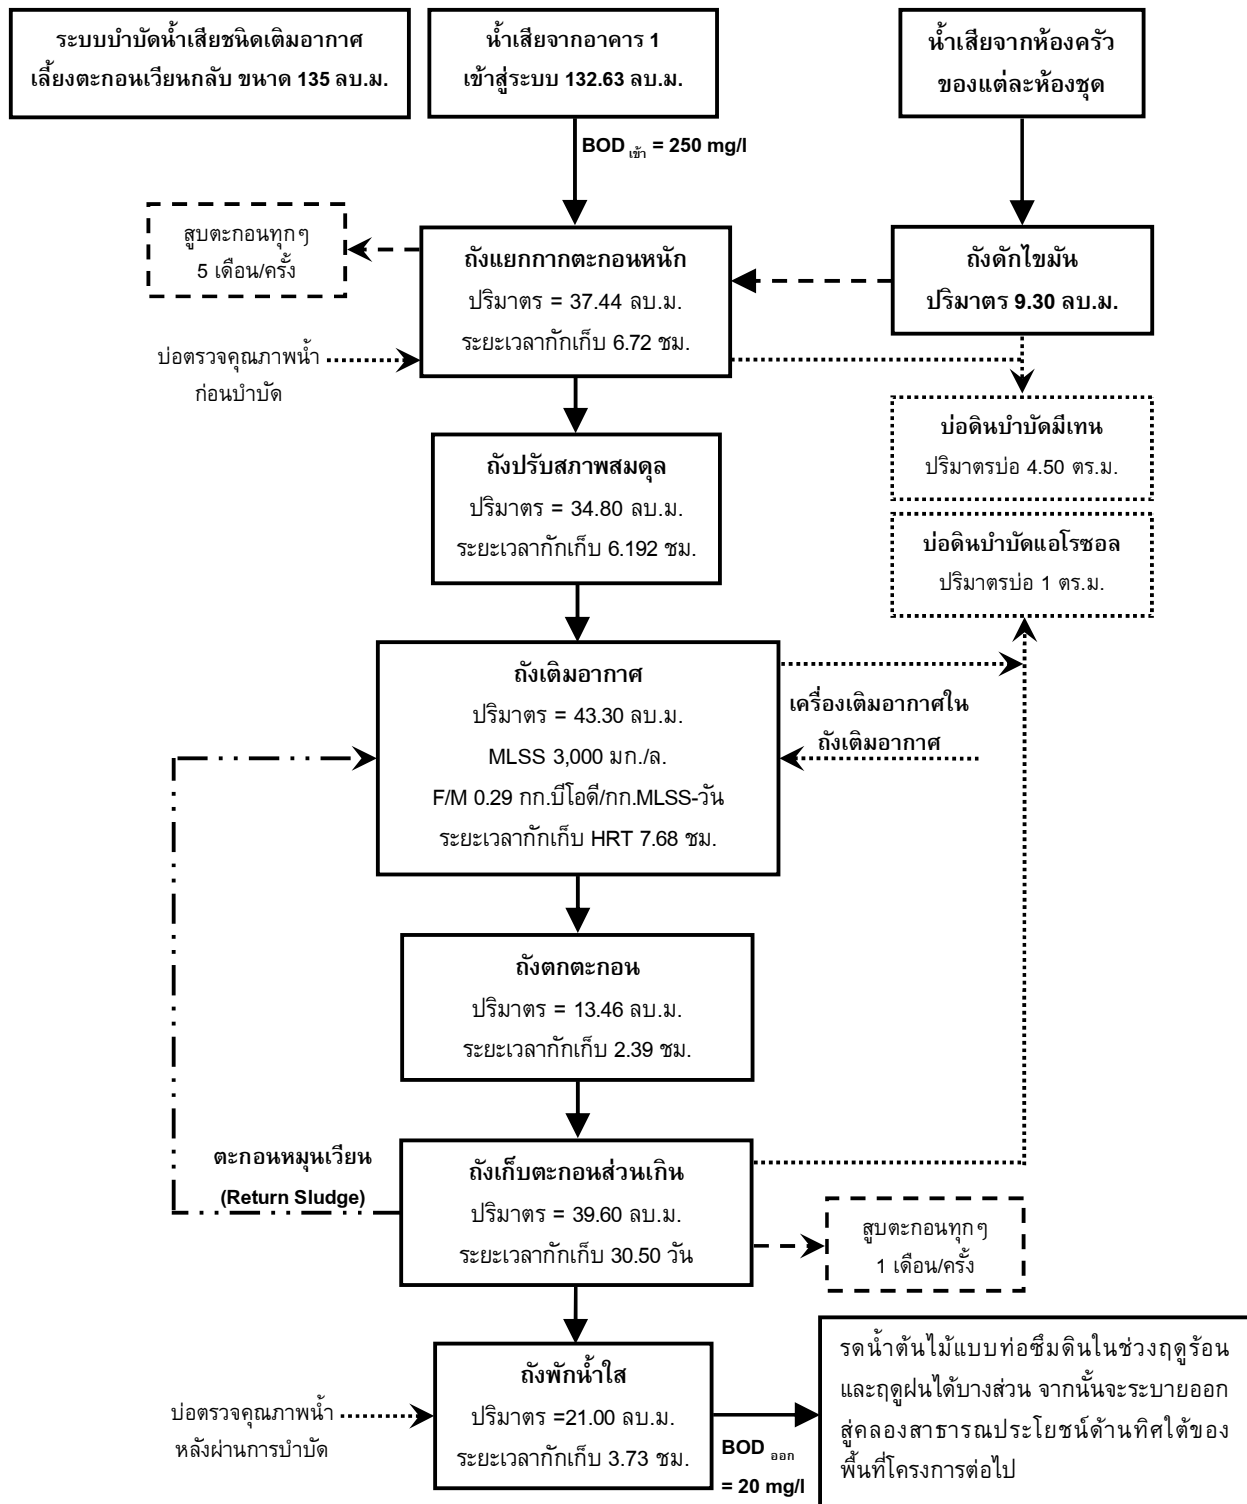 ระบบบำบัดน้ำเสียชนิดเติมอากาศ
เลี้ยงตะกอนเวียนกลับ ขนาด 135 ลบ.ม.
น้ำเสียจากอาคาร 1
เข้าสู่ระบบ 132.63 ลบ.ม.
น้ำเสียจากห้องครัว
ของแต่ละห้องชุด
BOD เข้า = 250 mg/l
สูบตะกอนทุกๆ
5 เดือน/ครั้ง
ถังแยกกากตะกอนหนัก
ปริมาตร = 37.44 ลบ.ม.
ระยะเวลากักเก็บ 6.72 ชม.
ถังดักไขมัน
ปริมาตร 9.30 ลบ.ม.
บ่อตรวจคุณภาพน้ำ
ก่อนบำบัด
บ่อดินบำบัดมีเทน
ปริมาตรบ่อ 4.50 ตร.ม.
ถังปรับสภาพสมดุล
ปริมาตร = 34.80 ลบ.ม.
ระยะเวลากักเก็บ 6.192 ชม.
บ่อดินบำบัดแอโรซอล
ปริมาตรบ่อ 1 ตร.ม.
ถังเติมอากาศ
ปริมาตร = 43.30 ลบ.ม.
MLSS 3,000 มก./ล.
F/M 0.29 กก.บีโอดี/กก.MLSS-วัน
ระยะเวลากักเก็บ HRT 7.68 ชม.
เครื่องเติมอากาศใน
ถังเติมอากาศ
ถังตกตะกอน
ปริมาตร = 13.46 ลบ.ม.
ระยะเวลากักเก็บ 2.39 ชม.
ตะกอนหมุนเวียน
(Return Sludge)
ถังเก็บตะกอนส่วนเกิน
ปริมาตร = 39.60 ลบ.ม.
ระยะเวลากักเก็บ 30.50 วัน
สูบตะกอนทุกๆ
1 เดือน/ครั้ง
ถังพักน้ำใส
ปริมาตร =21.00 ลบ.ม.
ระยะเวลากักเก็บ 3.73 ชม.
บ่อตรวจคุณภาพน้ำ
หลังผ่านการบำบัด
BOD ออก
= 20 mg/l
รดน้ำต้นไม้แบบท่อซึมดินในช่วงฤดูร้อน
และฤดูฝนได้บางส่วน จากนั้นจะระบายออก
สู่คลองสาธารณประโยชน์ด้านทิศใต้ของ
พื้นที่โครงการต่อไป